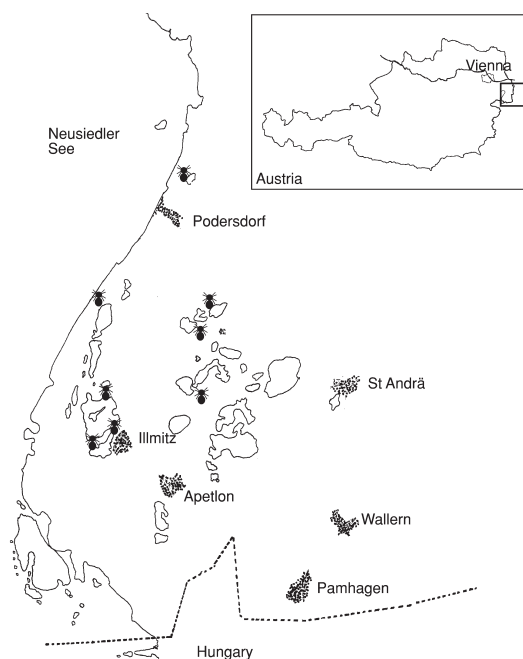 Vienna
Neusiedler
See
Austria
Podersdorf
St Andrä
Illmitz
Apetlon
Wallern
Pamhagen
Hungary